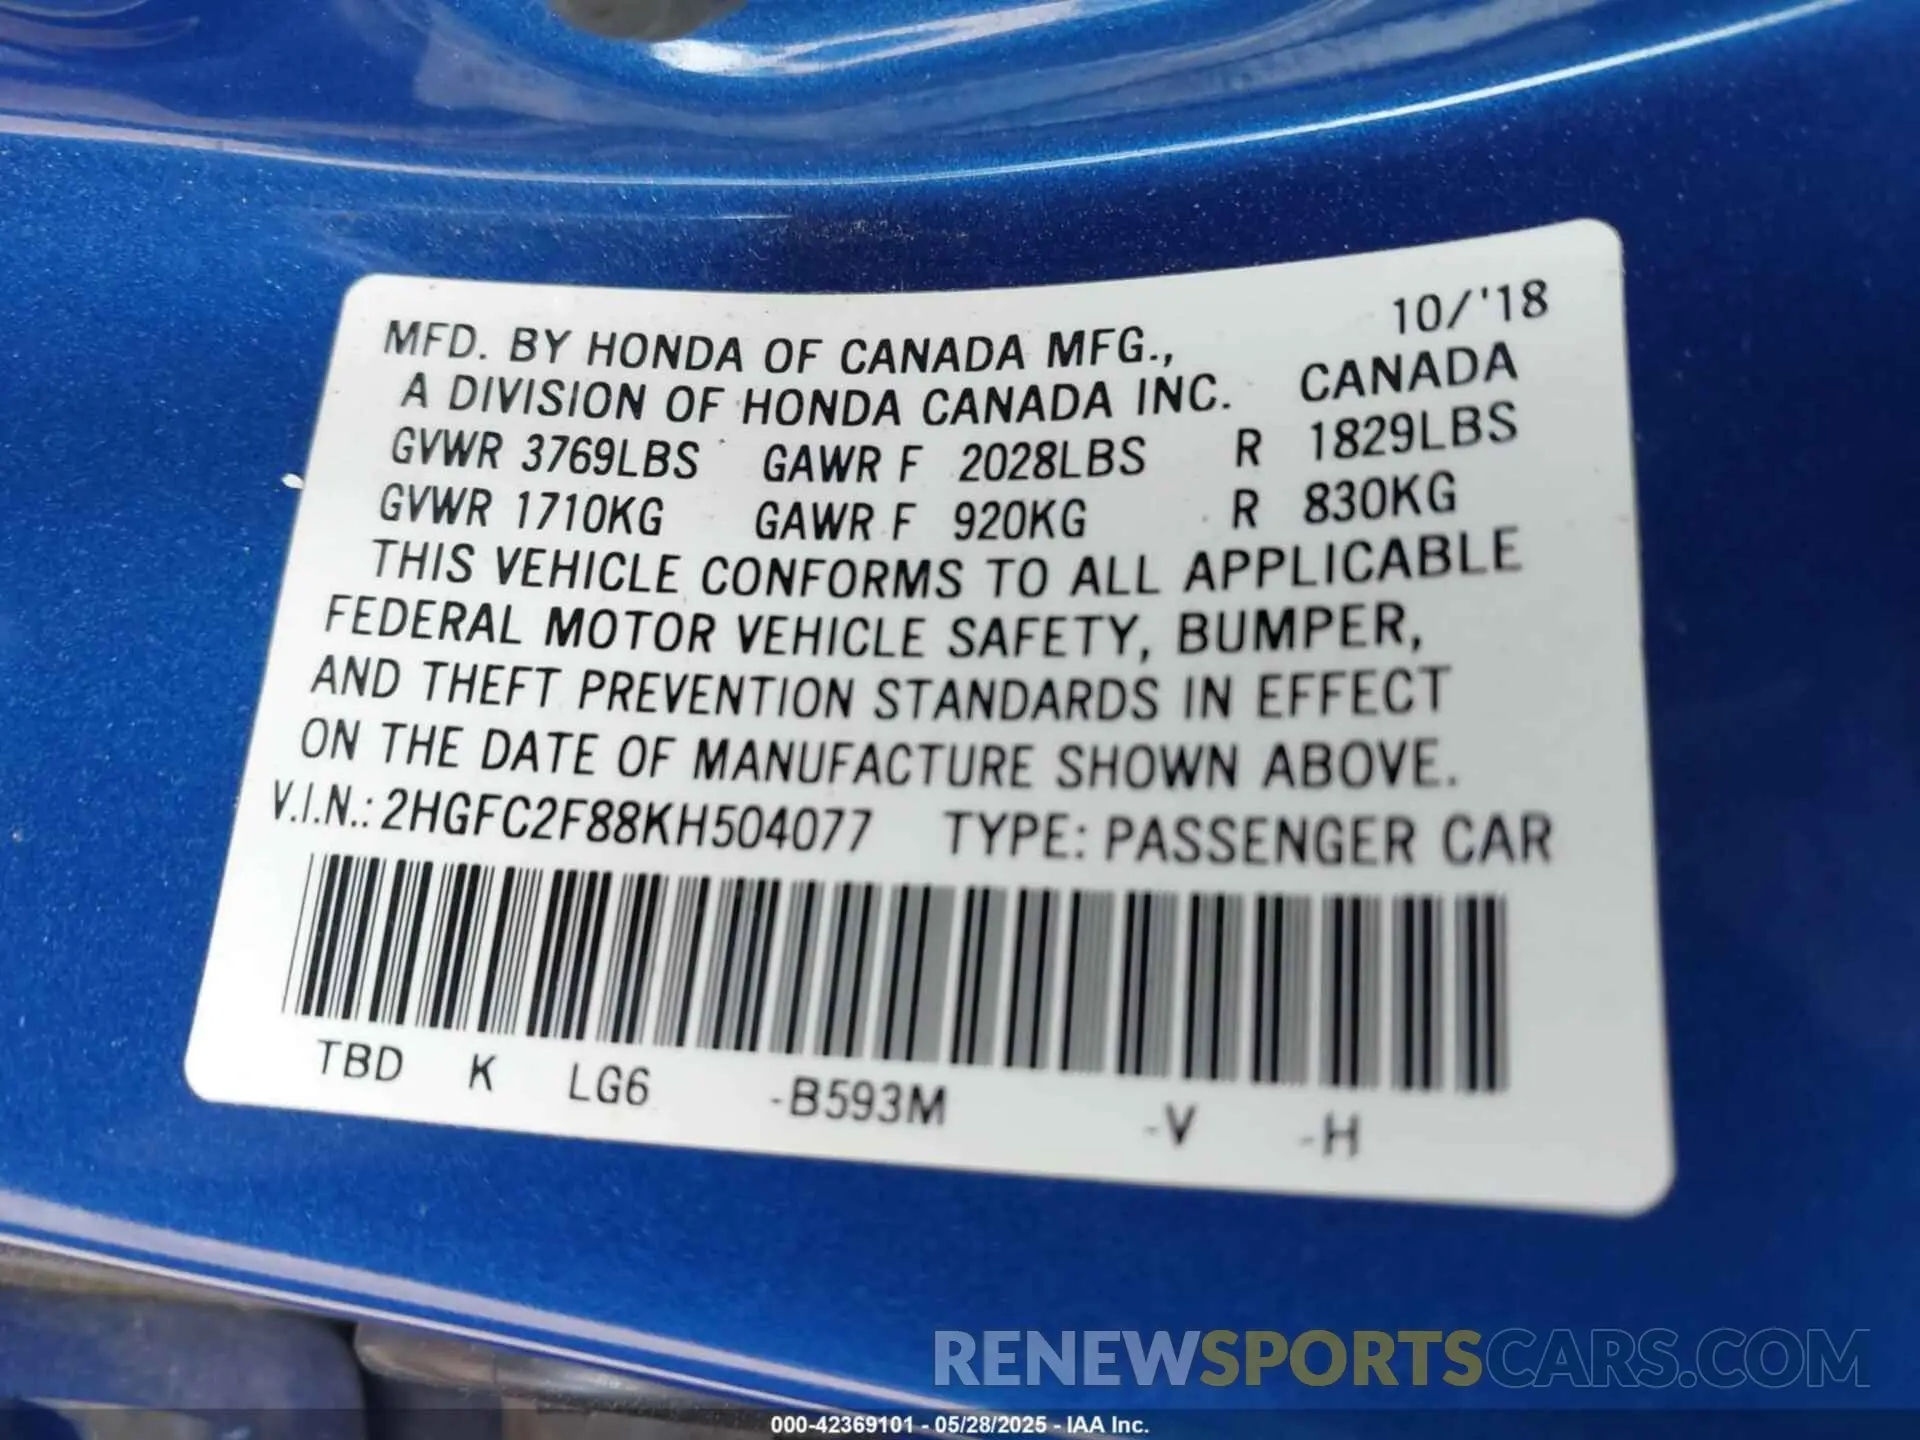 10/'18
MFD. BY HONDA OF CANADA MFG.,
A DIVISION OF HONDA CANADA INC. CANADA
GVWR 3769LBS GAWR F 2028LBS R 1829LBS
GVWR 1710KG GAWR F 920KG R 830KG
THIS VEHICLE CONFORMS TO ALL APPLICABLE
FEDERAL MOTOR VEHICLE SAFETY, BUMPER,
AND THEFT PREVENTION STANDARDS IN EFFECT
ON THE DATE OF MANUFACTURE SHOWN ABOVE.
V.I.N.: 2HGFC2F88KH504077 TYPE: PASSENGER CAR
TBD K LG6 -B593M -V -H
RENEWSPORTSCARS.COM
000-42369101 - 05/28/2025 - IAA Inc.